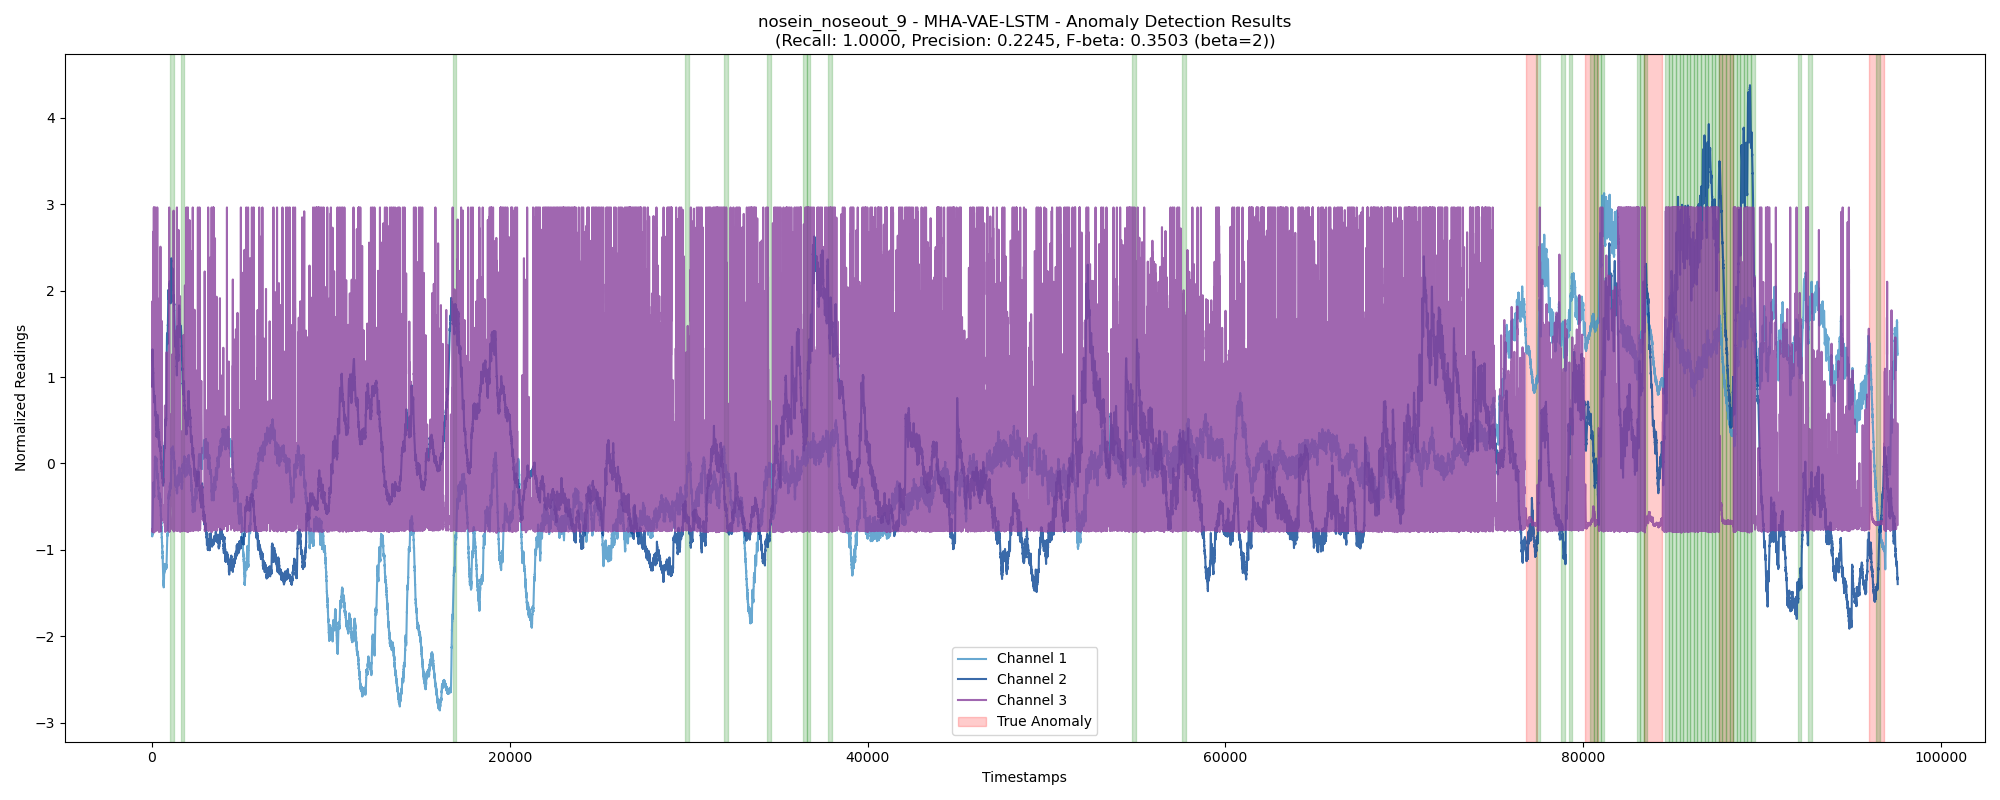 nosein_noseout_9 - MHA-VAE-LSTM - Anomaly Detection Results
(Recall: 1.0000, Precision: 0.2245, F-beta: 0.3503 (beta=2))
Normalized Readings
4
3
2
1
0
−1
−2
−3
Channel 1
Channel 2
Channel 3
True Anomaly
0
20000
40000
60000
80000
100000
Timestamps